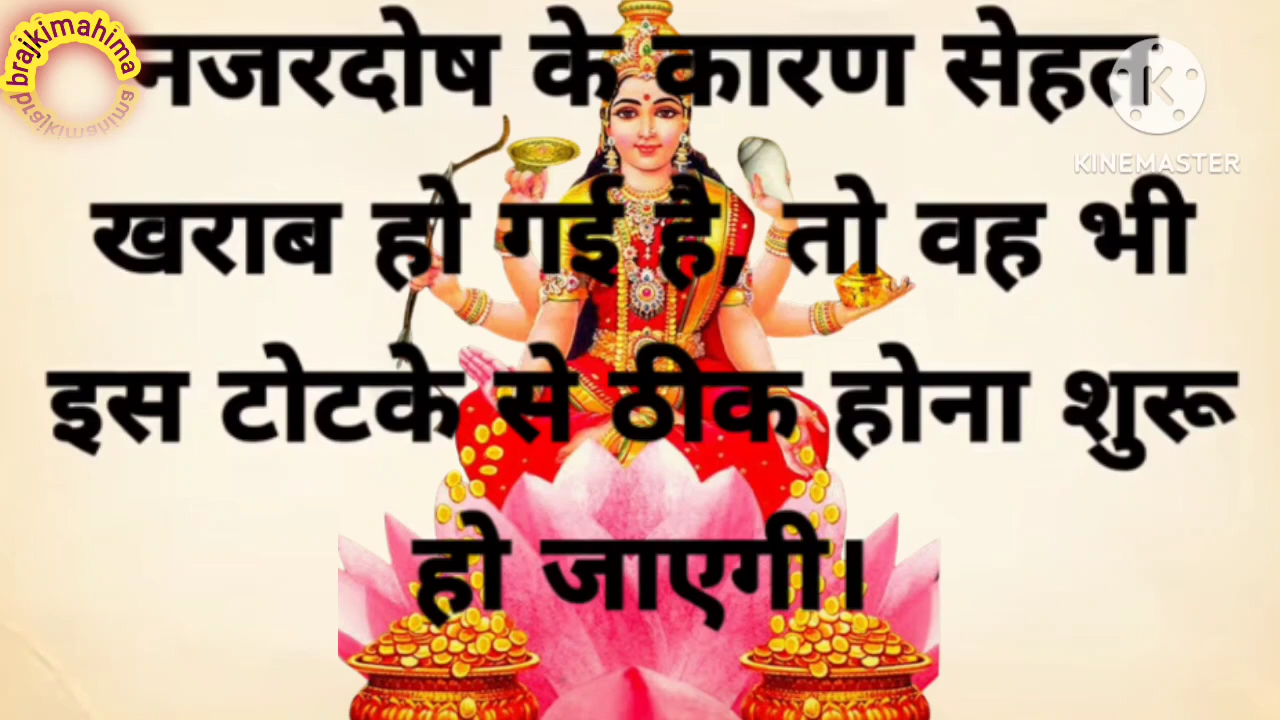 brajkimahima
नजरदोष के कारण सेहत
KINEMASTER
खराब हो गई है, तो वह भी
इस टोटके से ठीक होना शुरू
हो जाएगी।